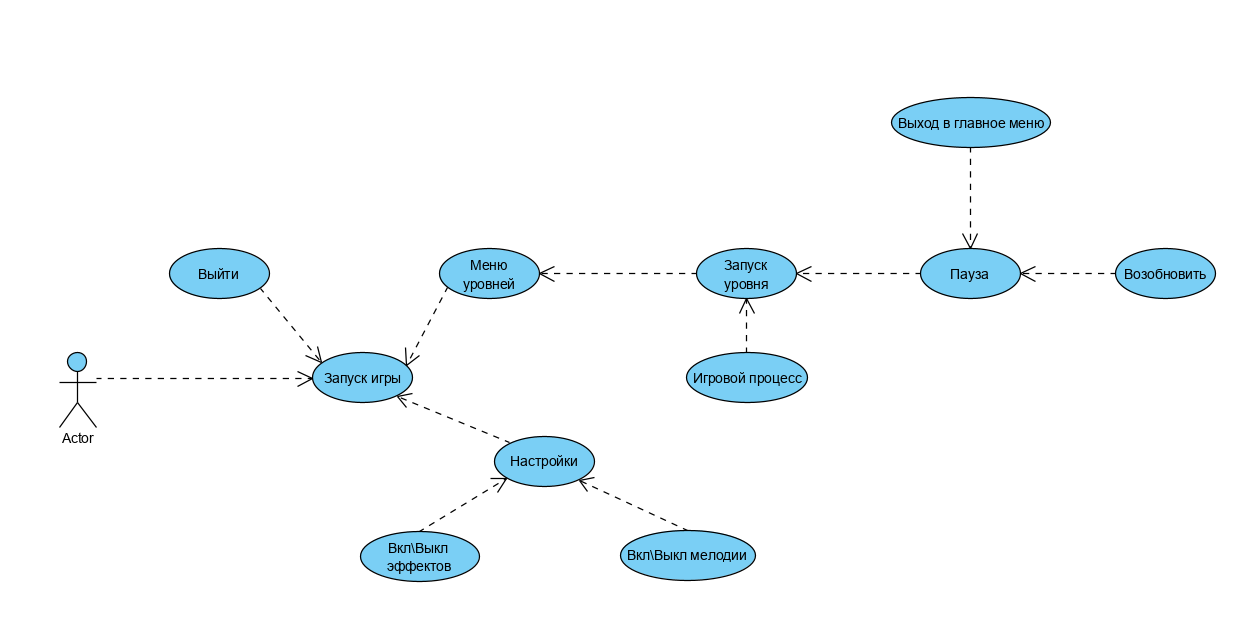 Выход в главное меню
Выйти
Меню
уровней
Запуск
уровня
Пауза
Возобновить
Запуск игры
Игровой процесс
Actor
Настройки
Вкл\Выкл
эффектов
Вкл\Выкл мелодии